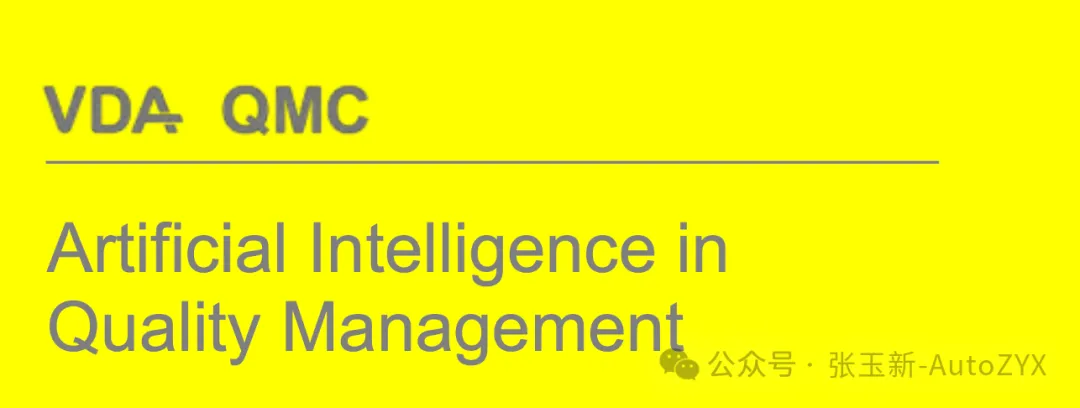 VDA QMC
Artificial Intelligence in
Quality Management
公众号 · 张玉新-AutoZYX